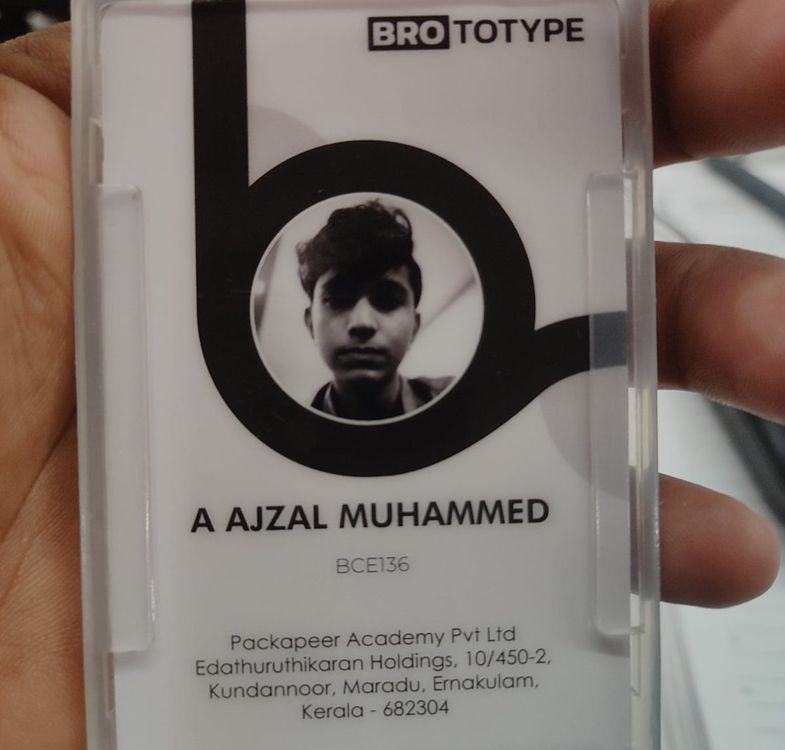 BROTOTYPE
A AJZAL MUHAMMED
BCE136
Packapeer Academy Pvt Ltd
Edathuruthikaran Holdings, 10/450-2,
Kundannoor, Maradu, Ernakulam,
Kerala - 682304